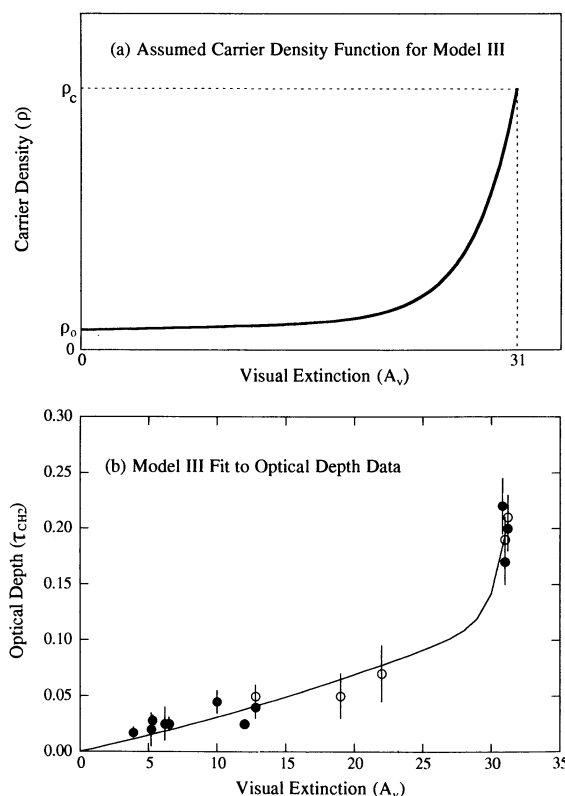 (a) Assumed Carrier Density Function for Model III
ρc
Carrier Density (ρ)
ρo
0
0
31
Visual Extinction (Av)
0.30
(b) Model III Fit to Optical Depth Data
0.25
0.20
Optical Depth (τCH2)
0.15
0.10
0.05
0.00
0 5 10 15 20 25 30 35
Visual Extinction (Av)